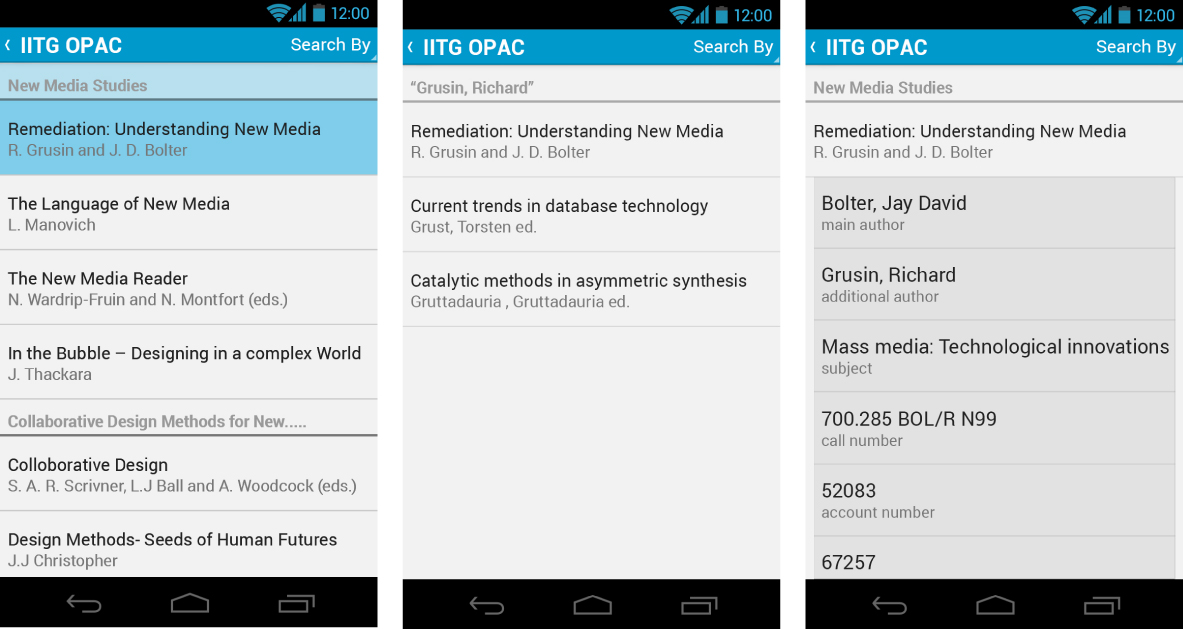 12:00
IITG OPAC
Search By
New Media Studies
Remediation: Understanding New Media
R. Grusin and J. D. Bolter
The Language of New Media
L. Manovich
The New Media Reader
N. Wardrip-Fruin and N. Montfort (eds.)
In the Bubble – Designing in a complex World
J. Thackara
Collaborative Design Methods for New.....
Colloborative Design
S. A. R. Scrivner, L.J Ball and A. Woodcock (eds.)
Design Methods- Seeds of Human Futures
J.J Christopher
12:00
IITG OPAC
Search By
“Grusin, Richard”
Remediation: Understanding New Media
R. Grusin and J. D. Bolter
Current trends in database technology
Grust, Torsten ed.
Catalytic methods in asymmetric synthesis
Gruttadauria , Gruttadauria ed.
12:00
IITG OPAC
Search By
New Media Studies
Remediation: Understanding New Media
R. Grusin and J. D. Bolter
Bolter, Jay David
main author
Grusin, Richard
additional author
Mass media: Technological innovations
subject
700.285 BOL/R N99
call number
52083
account number
67257